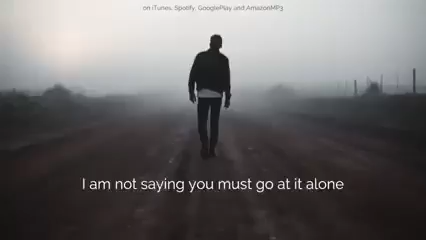 on iTunes, Spotify, GooglePlay and AmazonMP3
I am not saying you must go at it alone